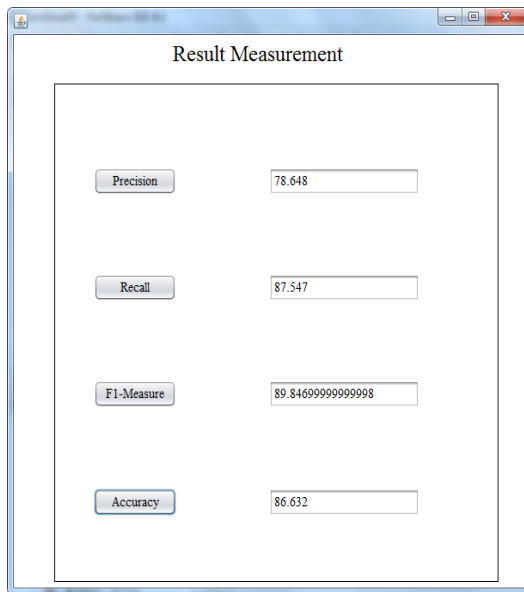 Result Measurement
Precision 78.648
Recall 87.547
F1-Measure 89.84699999999998
Accuracy 86.632